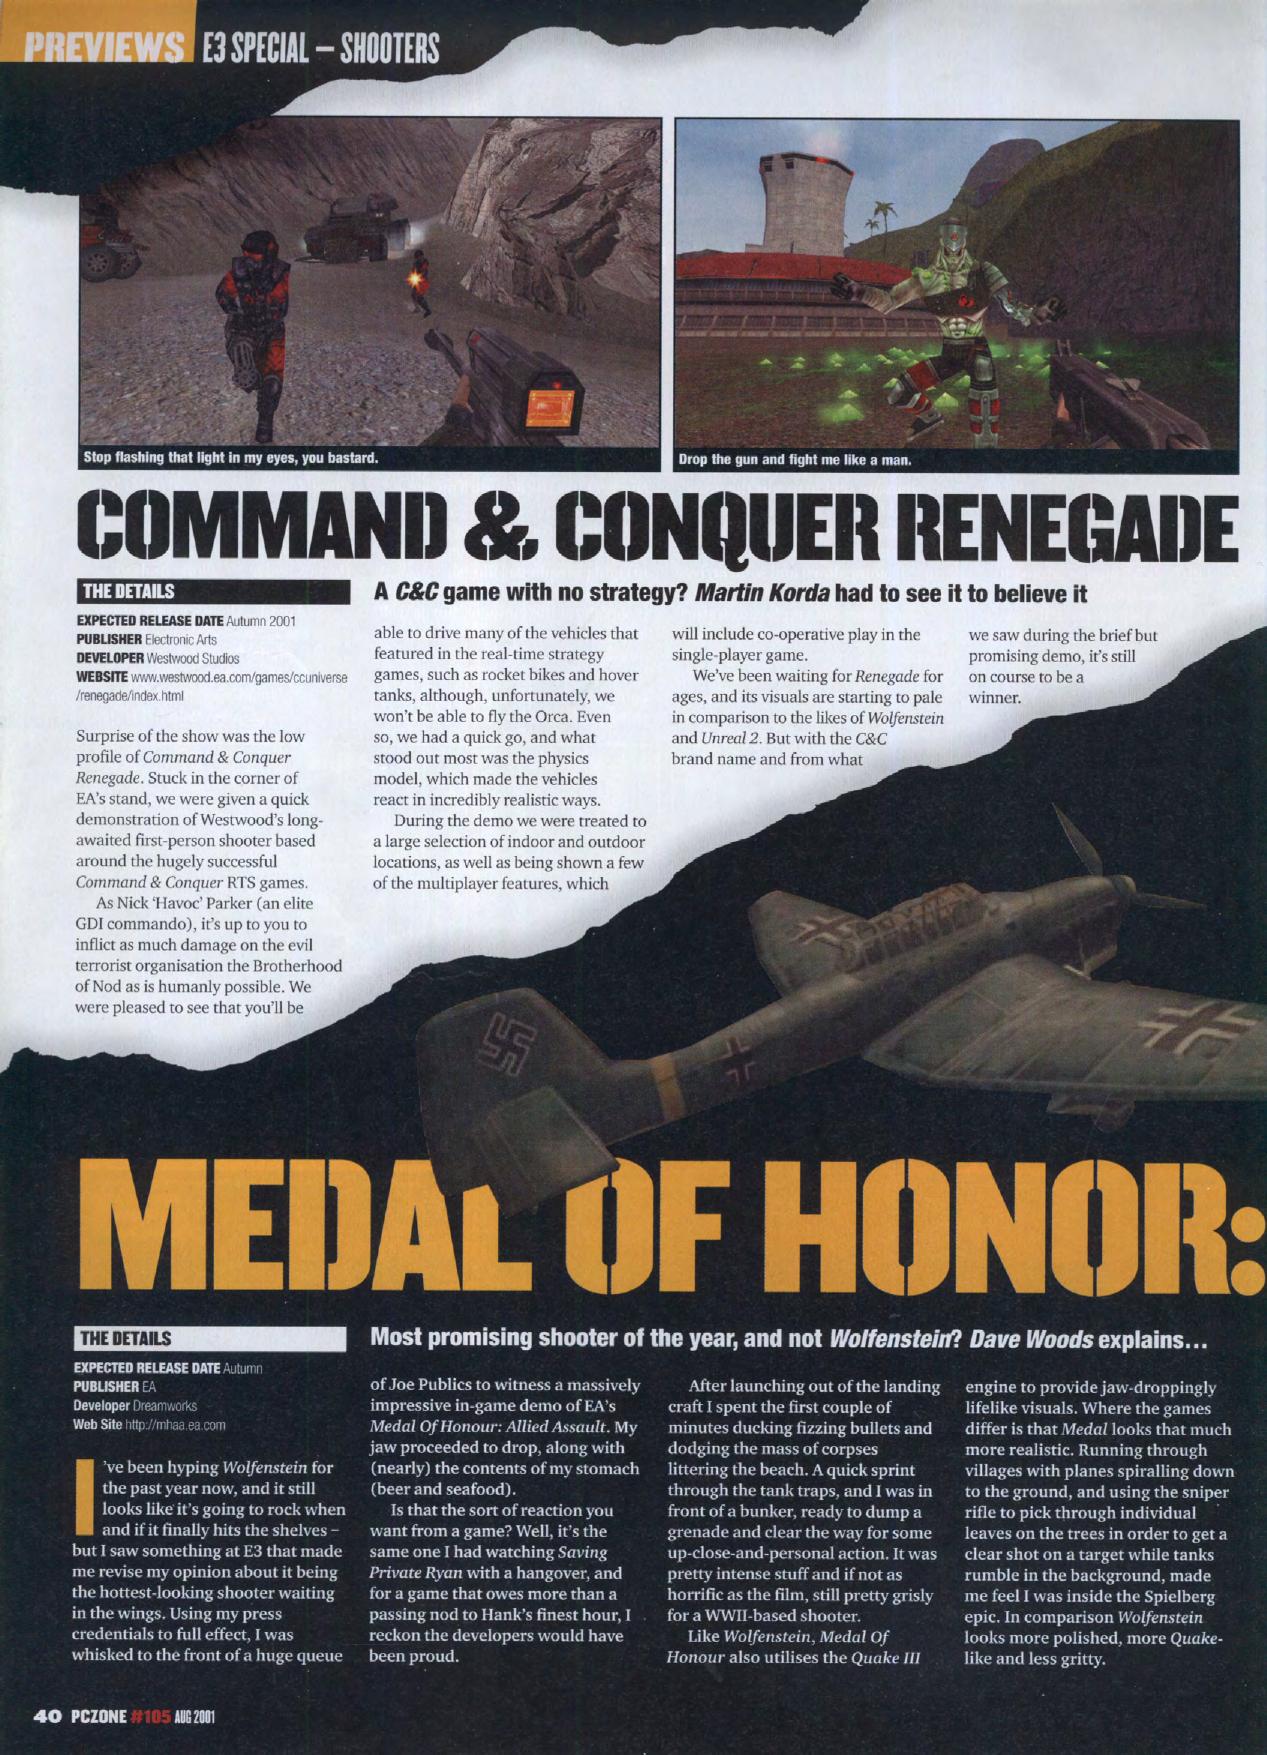 PREVIEWS E3 SPECIAL – SHOOTERS
Stop flashing that light in my eyes, you bastard.
Drop the gun and fight me like a man.
COMMAND & CONQUER RENEGADE
THE DETAILS
EXPECTED RELEASE DATE Autumn 2001
PUBLISHER Electronic Arts
DEVELOPER Westwood Studios
WEBSITE www.westwood.ea.com/games/ccuniverse
/renegade/index.html
A C&C game with no strategy? Martin Korda had to see it to believe it
Surprise of the show was the low
profile of Command & Conquer
Renegade. Stuck in the corner of
EA's stand, we were given a quick
demonstration of Westwood's long-
awaited first-person shooter based
around the hugely successful
Command & Conquer RTS games.
As Nick 'Havoc' Parker (an elite
GDI commando), it's up to you to
inflict as much damage on the evil
terrorist organisation the Brotherhood
of Nod as is humanly possible. We
were pleased to see that you'll be
able to drive many of the vehicles that
featured in the real-time strategy
games, such as rocket bikes and hover
tanks, although, unfortunately, we
won't be able to fly the Orca. Even
so, we had a quick go, and what
stood out most was the physics
model, which made the vehicles
react in incredibly realistic ways.
During the demo we were treated to
a large selection of indoor and outdoor
locations, as well as being shown a few
of the multiplayer features, which
will include co-operative play in the
single-player game.
We've been waiting for Renegade for
ages, and its visuals are starting to pale
in comparison to the likes of Wolfenstein
and Unreal 2. But with the C&C
brand name and from what
we saw during the brief but
promising demo, it's still
on course to be a
winner.
MEDAL OF HONOR:
THE DETAILS
EXPECTED RELEASE DATE Autumn
PUBLISHER EA
Developer Dreamworks
Web Site http://mhaa.ea.com
Most promising shooter of the year, and not Wolfenstein? Dave Woods explains...
I've been hyping Wolfenstein for
the past year now, and it still
looks like it's going to rock when
and if it finally hits the shelves –
but I saw something at E3 that made
me revise my opinion about it being
the hottest-looking shooter waiting
in the wings. Using my press
credentials to full effect, I was
whisked to the front of a huge queue
of Joe Publics to witness a massively
impressive in-game demo of EA's
Medal Of Honour: Allied Assault. My
jaw proceeded to drop, along with
(nearly) the contents of my stomach
(beer and seafood).
Is that the sort of reaction you
want from a game? Well, it's the
same one I had watching Saving
Private Ryan with a hangover, and
for a game that owes more than a
passing nod to Hank's finest hour, I
reckon the developers would have
been proud.
After launching out of the landing
craft I spent the first couple of
minutes ducking fizzing bullets and
dodging the mass of corpses
littering the beach. A quick sprint
through the tank traps, and I was in
front of a bunker, ready to dump a
grenade and clear the way for some
up-close-and-personal action. It was
pretty intense stuff and if not as
horrific as the film, still pretty grisly
for a WWII-based shooter.
Like Wolfenstein, Medal Of
Honour also utilises the Quake III
engine to provide jaw-droppingly
lifelike visuals. Where the games
differ is that Medal looks that much
more realistic. Running through
villages with planes spiralling down
to the ground, and using the sniper
rifle to pick through individual
leaves on the trees in order to get a
clear shot on a target while tanks
rumble in the background, made
me feel I was inside the Spielberg
epic. In comparison Wolfenstein
looks more polished, more Quake-
like and less gritty.
40 PCZONE #105 AUG 2001